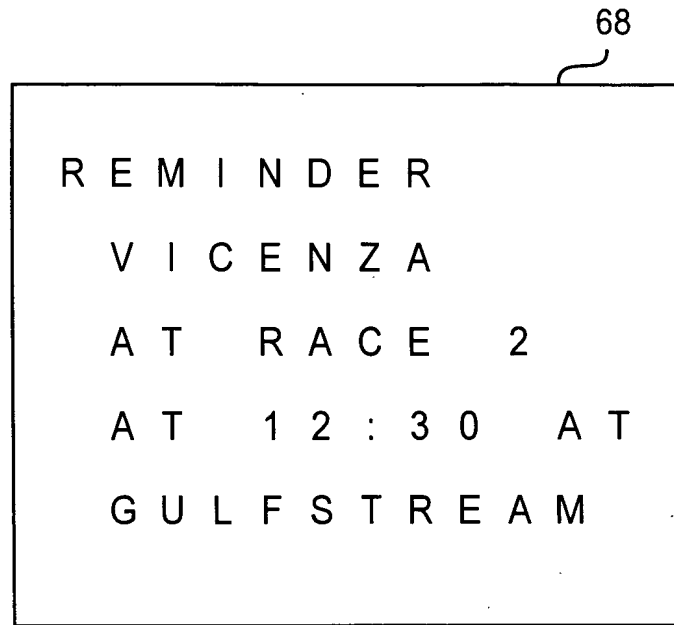 68
REMINDER
VICENZA
AT RACE 2
AT 12:30 AT
GULFSTREAM